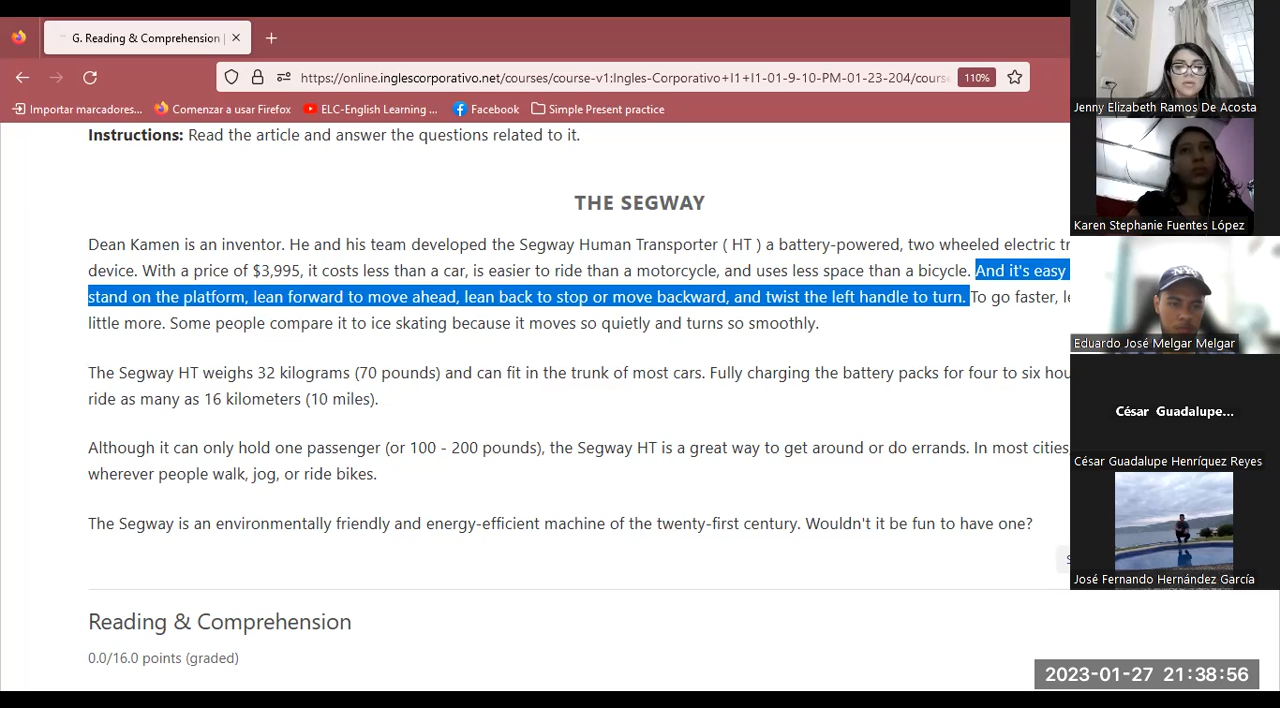 G. Reading & Comprehension |
https://online.inglescorporativo.net/courses/course-v1:Ingles-Corporativo+I1+I1-01-9-10-PM-01-23-204/course
110%
Importar marcadores...
Comenzar a usar Firefox
ELC-English Learning ...
Facebook
Simple Present practice
Instructions: Read the article and answer the questions related to it.
THE SEGWAY
Dean Kamen is an inventor. He and his team developed the Segway Human Transporter ( HT ) a battery-powered, two wheeled electric
device. With a price of $3,995, it costs less than a car, is easier to ride than a motorcycle, and uses less space than a bicycle. And it's easy
stand on the platform, lean forward to move ahead, lean back to stop or move backward, and twist the left handle to turn. To go faster,
little more. Some people compare it to ice skating because it moves so quietly and turns so smoothly.
The Segway HT weighs 32 kilograms (70 pounds) and can fit in the trunk of most cars. Fully charging the battery packs for four to six
ride as many as 16 kilometers (10 miles).
Although it can only hold one passenger (or 100 - 200 pounds), the Segway HT is a great way to get around or do errands. In most cities,
wherever people walk, jog, or ride bikes.
The Segway is an environmentally friendly and energy-efficient machine of the twenty-first century. Wouldn't it be fun to have one?
Reading & Comprehension
0.0/16.0 points (graded)
Jenny Elizabeth Ramos De Acosta
Karen Stephanie Fuentes López
Eduardo José Melgar Melgar
César Guadalupe...
César Guadalupe Henríquez Reyes
José Fernando Hernández García
2023-01-27 21:38:56